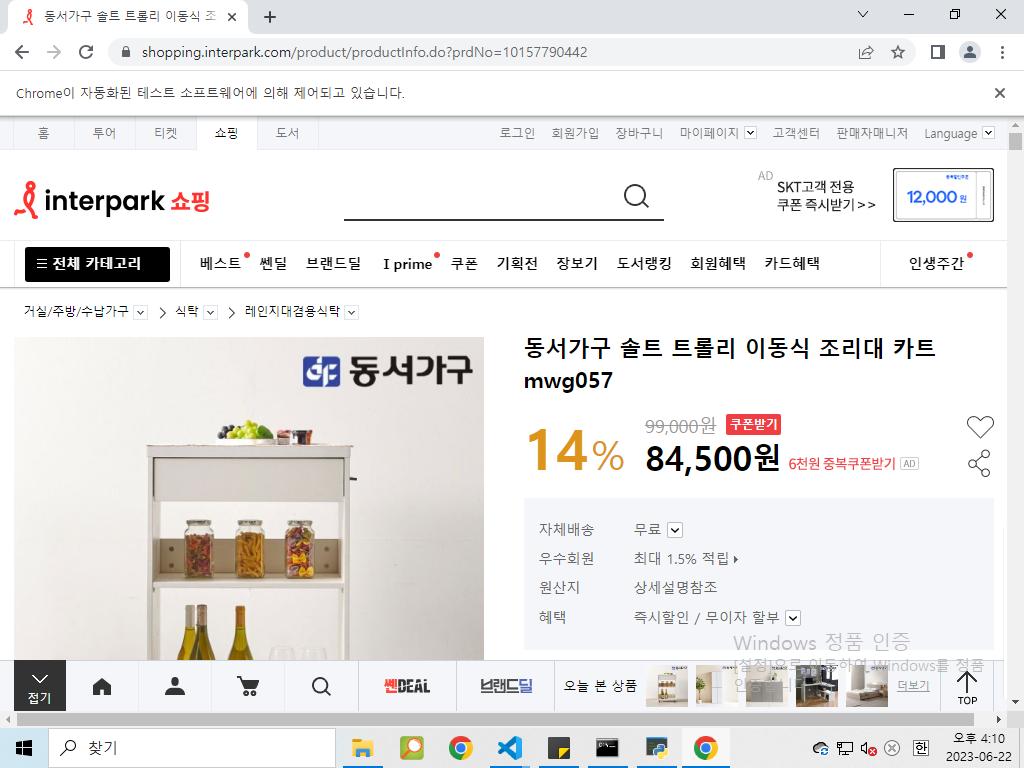 동서가구 솔트 트롤리 이동식 조
shopping.interpark.com/product/productInfo.do?prdNo=10157790442
Chrome이 자동화된 테스트 소프트웨어에 의해 제어되고 있습니다.
홈 투어 티켓 쇼핑 도서 로그인 회원가입 장바구니 마이페이지 고객센터 판매자매니저 Language
interpark 쇼핑
AD SKT고객 전용
쿠폰 즉시받기>>
중복할인쿠폰
12,000원
전체 카테고리 베스트 쎈딜 브랜드딜 I prime 쿠폰 기획전 장보기 도서랭킹 회원혜택 카드혜택 인생주간
거실/주방/수납가구 > 식탁 > 레인지대겸용식탁
동서가구
동서가구 솔트 트롤리 이동식 조리대 카트
mwg057
14% 99,000원 쿠폰받기
84,500원 6천원 중복쿠폰받기 AD
자체배송 무료
우수회원 최대 1.5% 적립
원산지 상세설명참조
혜택 즉시할인 / 무이자 할부
Windows 정품 인증
[설정]으로 이동하여 Windows를 정품
인증합니다.
접기 쎈DEAL 브랜드딜 오늘 본 상품 더보기 TOP
찾기
한
오후 4:10
2023-06-22